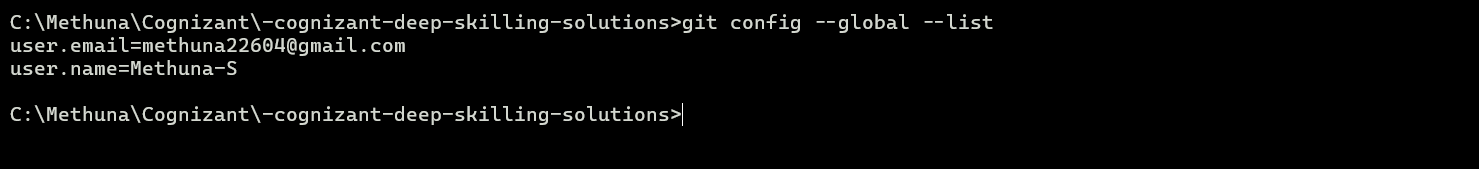 C:\Methuna\Cognizant\-cognizant-deep-skilling-solutions>git config --global --list
user.email=methuna22604@gmail.com
user.name=Methuna-S
C:\Methuna\Cognizant\-cognizant-deep-skilling-solutions>